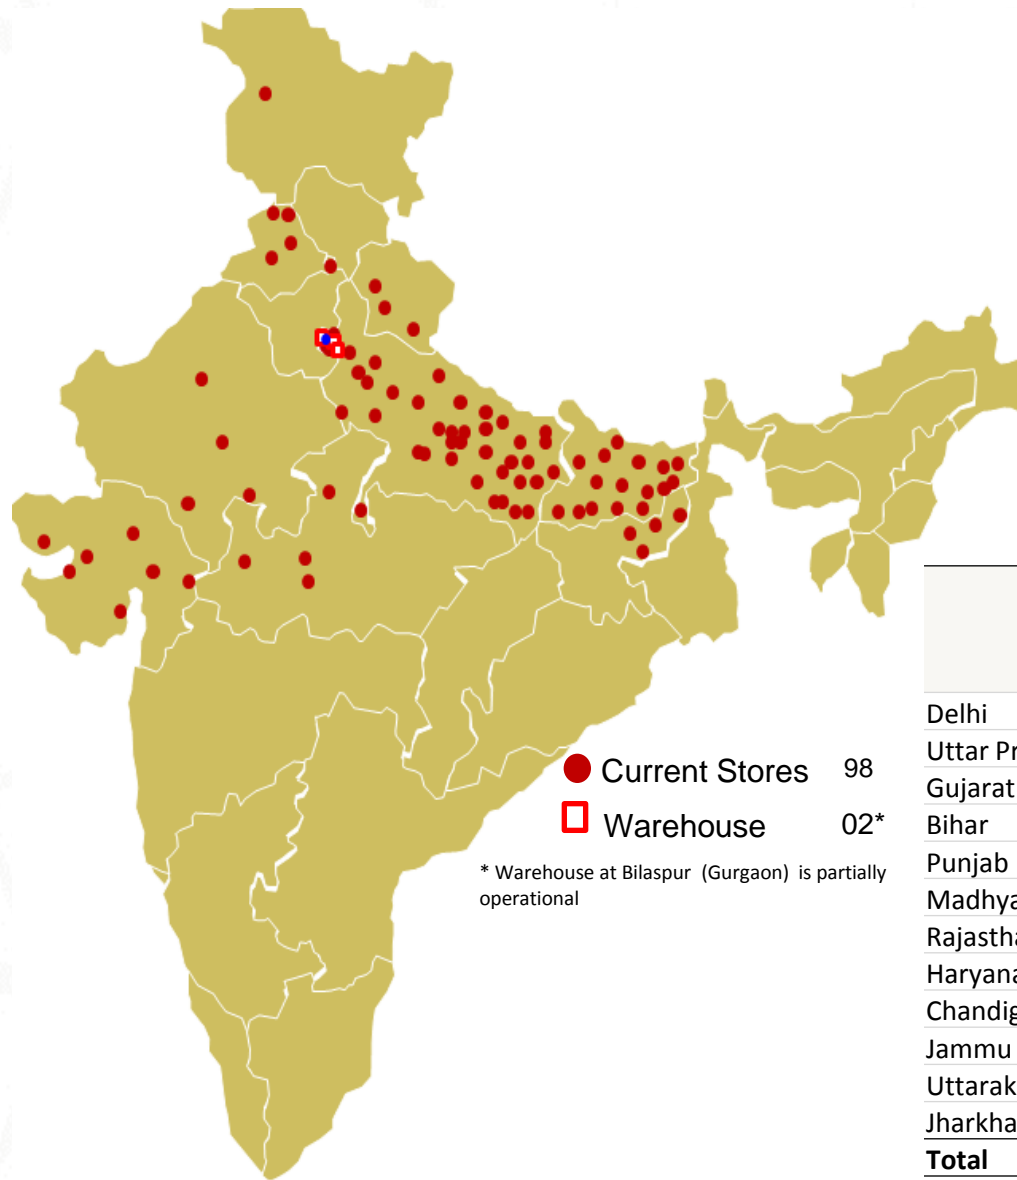 Current Stores 98
Warehouse 02*
* Warehouse at Bilaspur (Gurgaon) is partially
operational
Delhi
Uttar Pr
Gujarat
Bihar
Punjab
Madhya
Rajastha
Haryana
Chandig
Jammu
Uttarak
Jharkha
Total